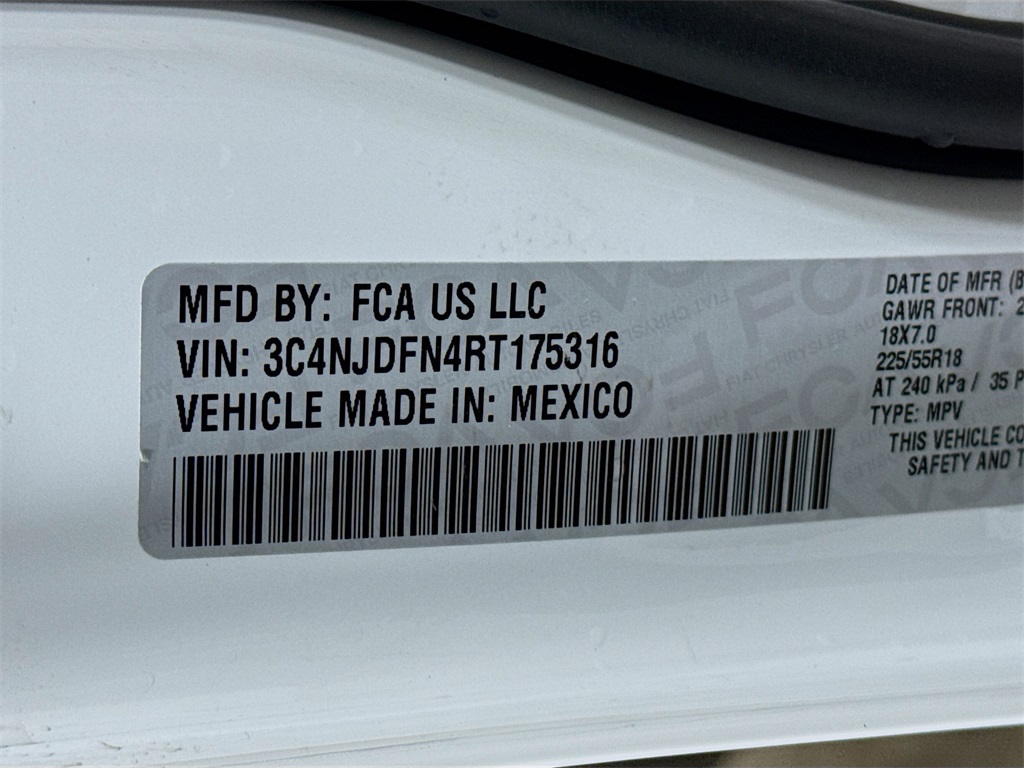 MFD BY: FCA US LLC
VIN: 3C4NJDFN4RT175316
VEHICLE MADE IN: MEXICO
DATE OF MFR
GAWR FRONT:
18X7.0
225/55R18
AT 240 kPa / 35
TYPE: MPV
THIS VEHICLE
SAFETY AND